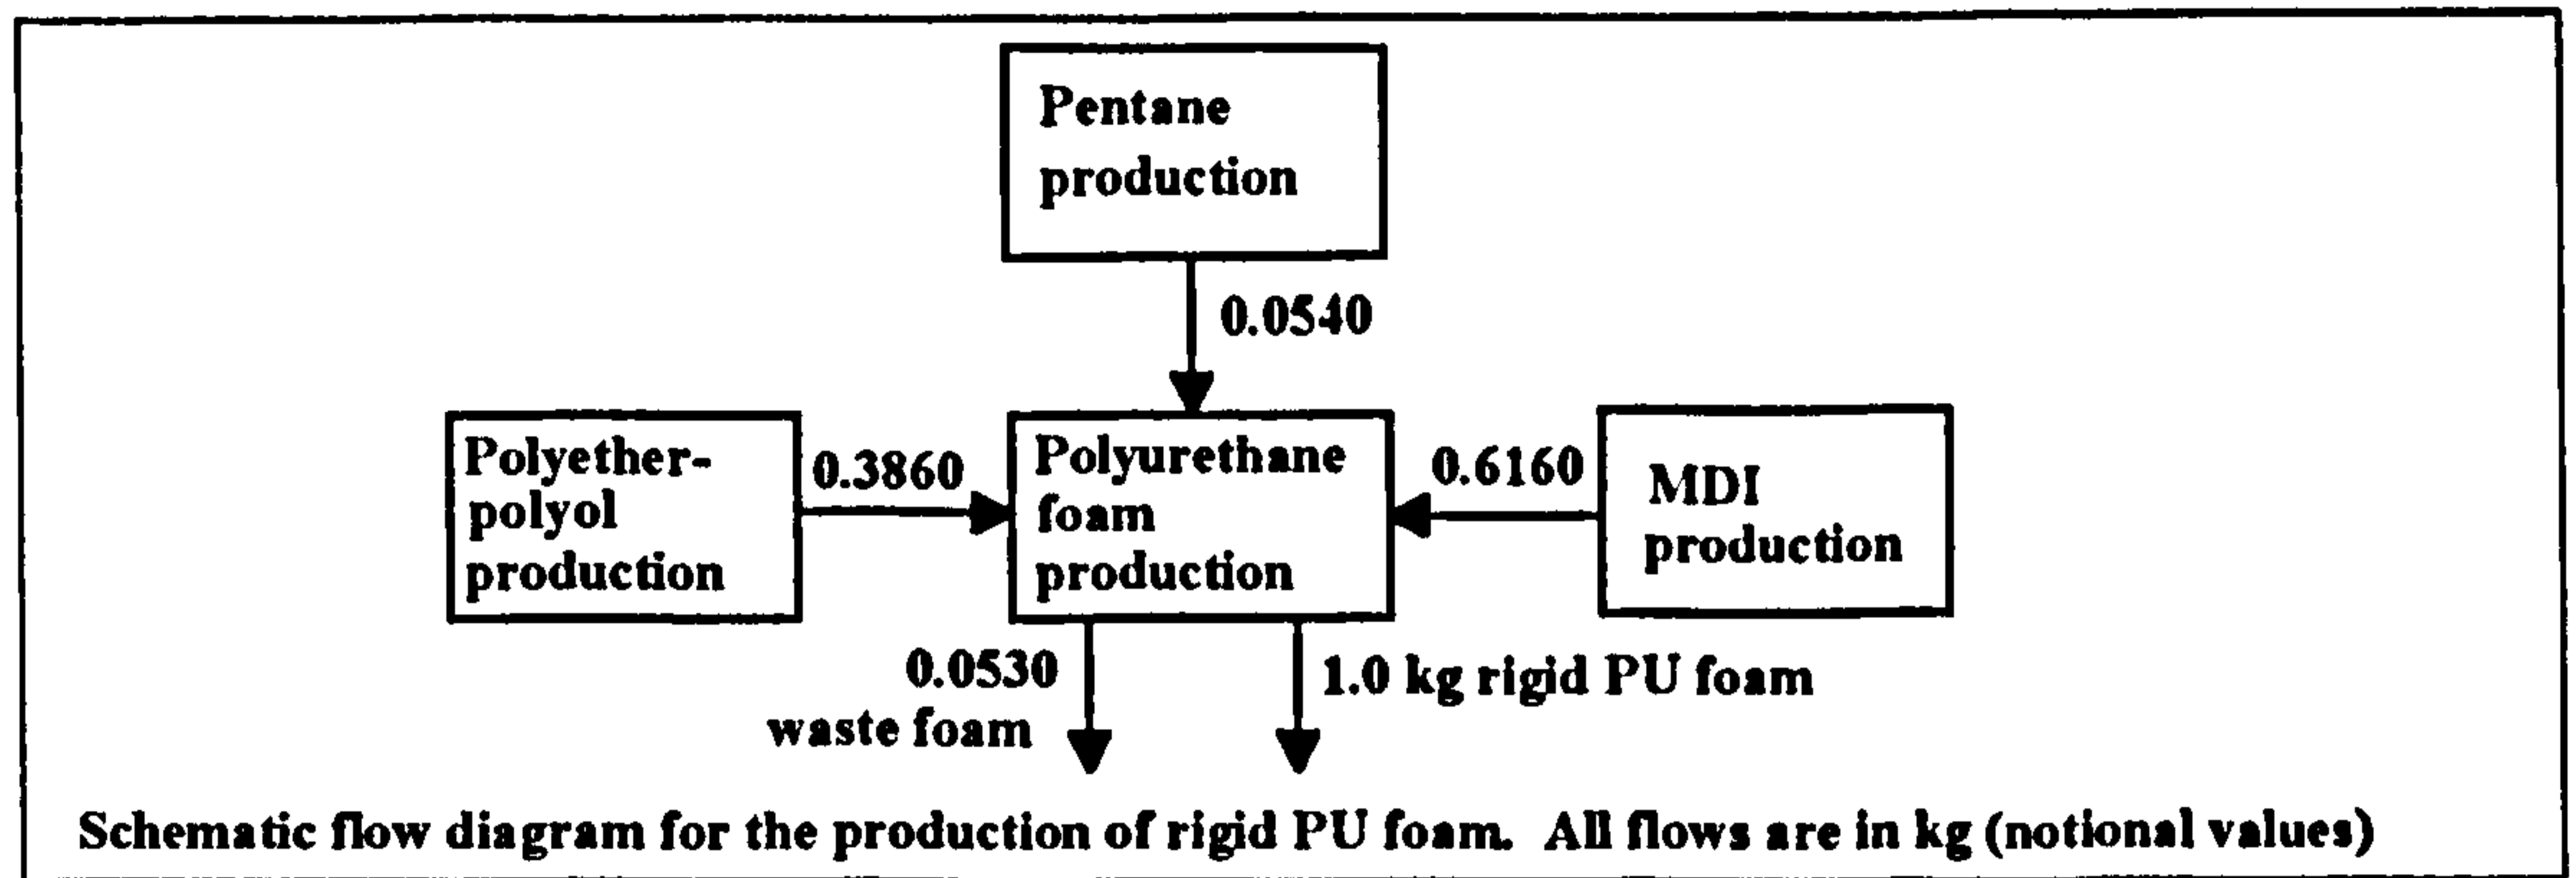 Pentane
production
0.0540
Polyether-
polyol
production
0.3860
Polyurethane
foam
production
0.6160
MDI
production
0.0530
waste foam
1.0 kg rigid PU foam
Schematic flow diagram for the production of rigid PU foam. All flows are in kg (notional values)